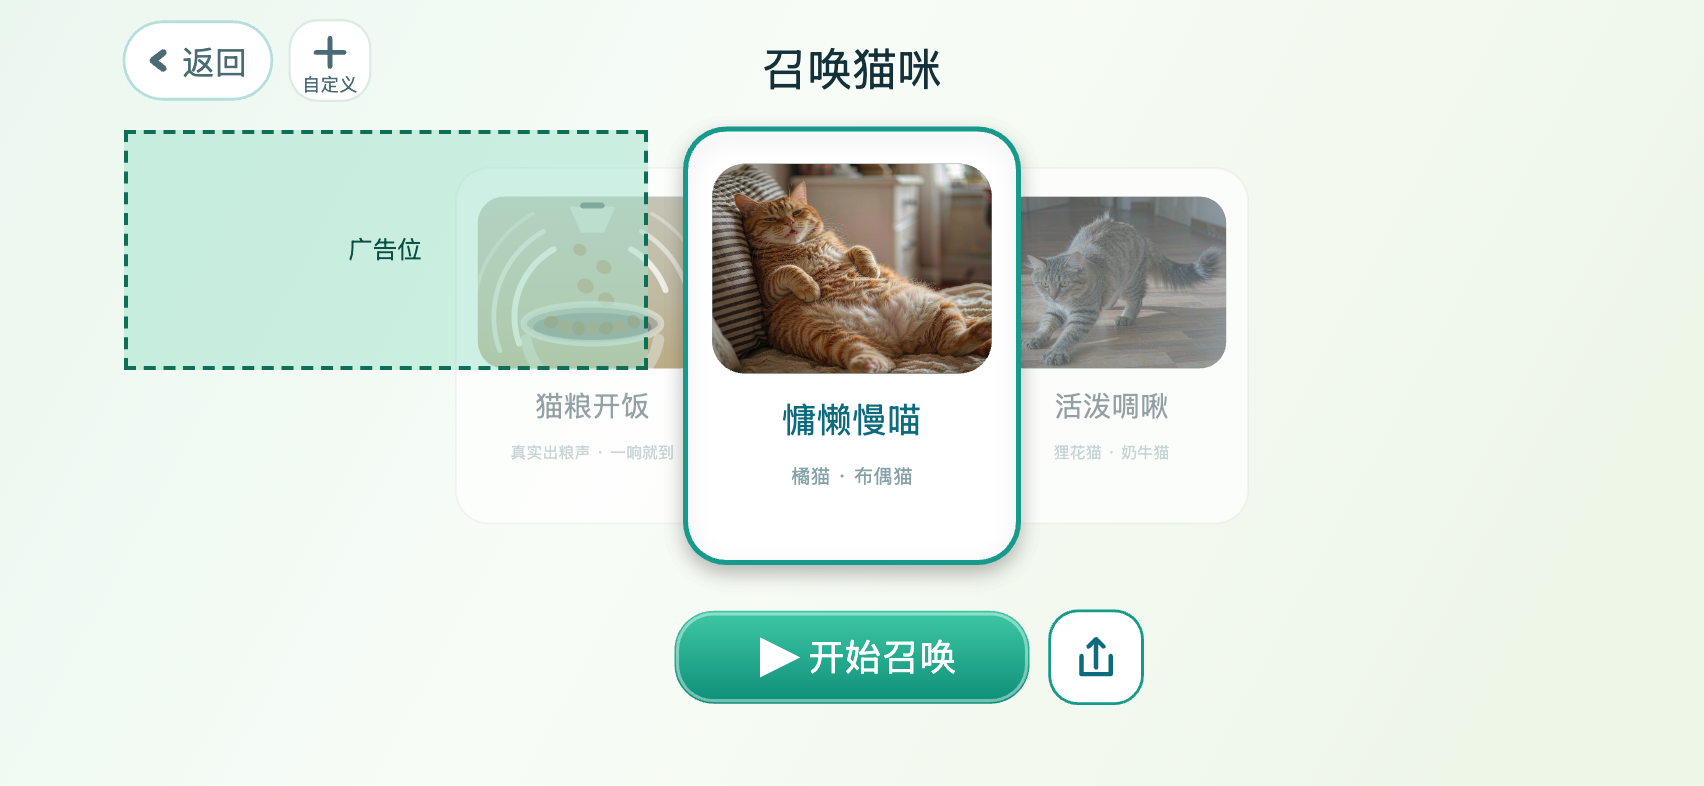 返回
自定义
召唤猫咪
广告位
猫粮开饭
真实出粮声 · 一响就到
慵懒慢喵
橘猫 · 布偶猫
活泼啁啾
狸花猫 · 奶牛猫
开始召唤